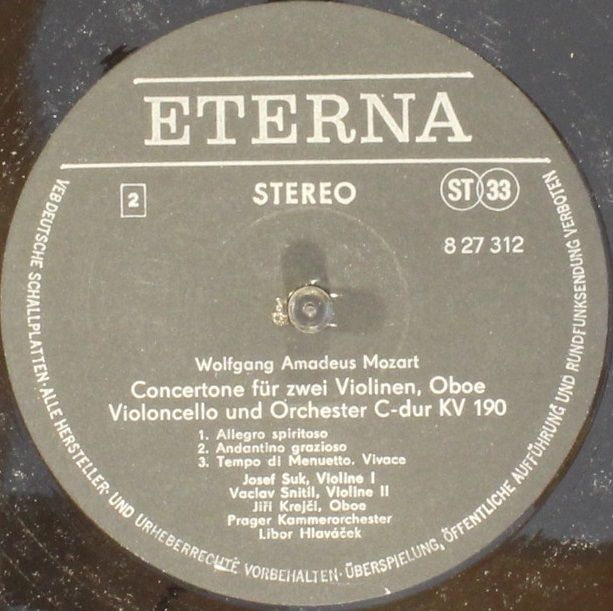 ETERNA
2
STEREO
ST 33
8 27 312
Wolfgang Amadeus Mozart
Concertone für zwei Violinen, Oboe
Violoncello und Orchester C-dur KV 190
1. Allegro spiritoso
2. Andantino grazioso
3. Tempo di Menuetto. Vivace
Josef Suk, Violine I
Vaclav Snitil, Violine II
Jiří Krejči, Oboe
Prager Kammerorchester
Libor Hlaváček
VEB DEUTSCHE SCHALLPLATTEN · ALLE HERSTELLER- UND URHEBERRECHTE VORBEHALTEN · ÜBERSPIELUNG, ÖFFENTLICHE AUFFÜHRUNG UND RUNDFUNKSENDUNG VERBOTEN